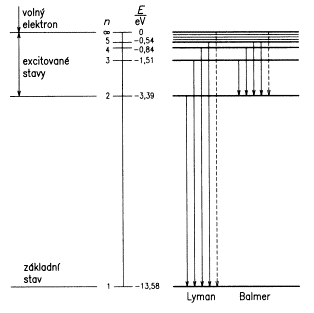 volný
elektron
n
E
eV
∞
0
5
-0,54
4
-0,84
excitované
stavy
3
-1,51
2
-3,39
základní
stav
1
-13,58
Lyman
Balmer